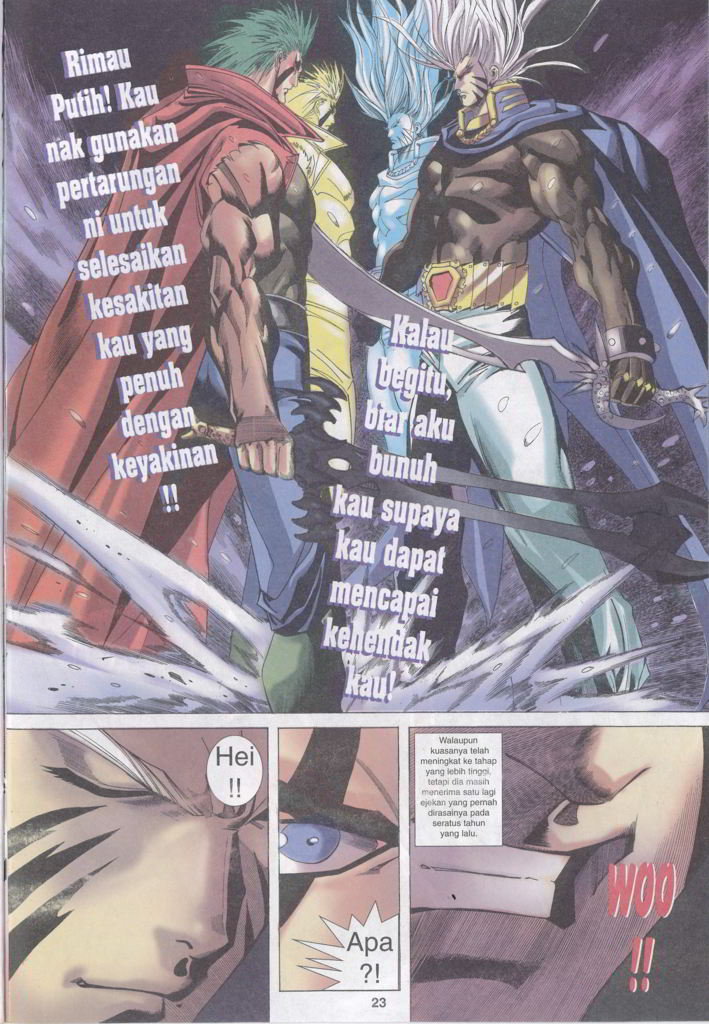 Rimau
Putih! Kau
nak gunakan
pertarungan
ni untuk
selesaikan
kesakitan
kau yang
penuh
dengan
keyakinan
!!
Kalau
begitu,
biar aku
bunuh
kau supaya
kau dapat
mencapai
kehendak
kau!
Hei
!!
Apa
?!
Walaupun
kuasanya telah
meningkat ke tahap
yang lebih tinggi,
tetapi dia masih
menerima satu lagi
ejekan yang pernah
dirasainya pada
seratus tahun
yang lalu.
WOO
!!
23